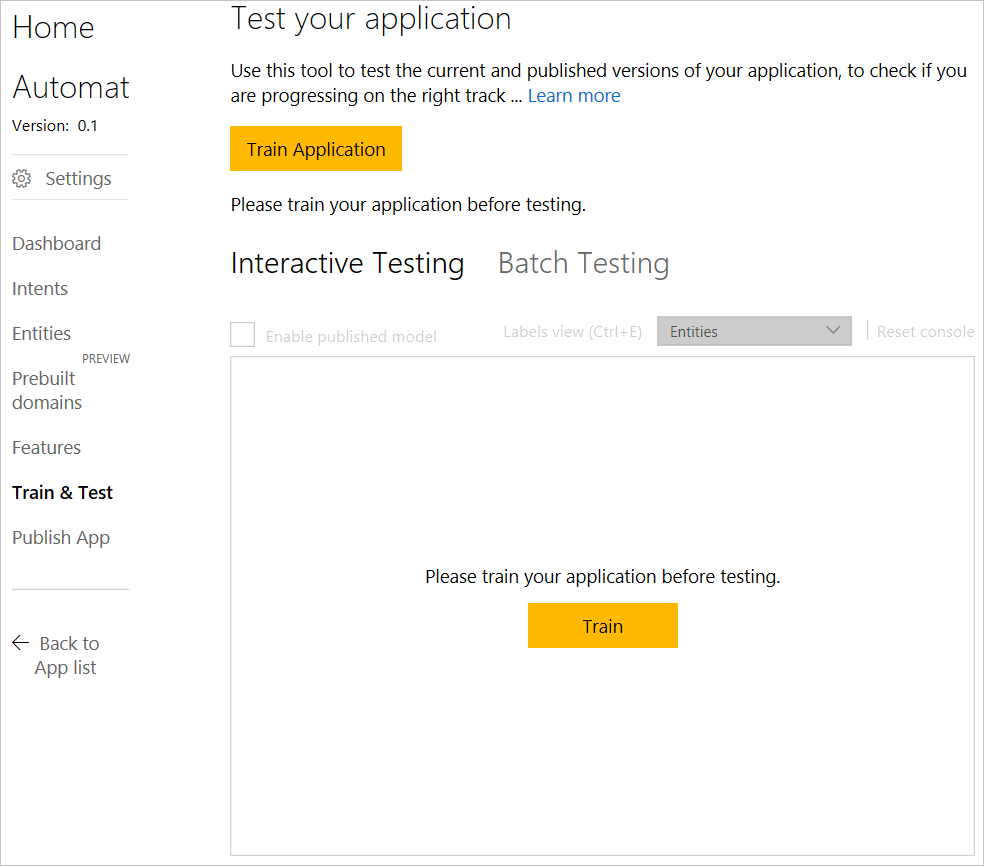 Home
Automat
Version: 0.1
Settings
Dashboard
Intents
Entities
PREVIEW
Prebuilt
domains
Features
Train & Test
Publish App
Back to
App list
Test your application
Use this tool to test the current and published versions of your application, to check if you
are progressing on the right track ... Learn more
Train Application
Please train your application before testing.
Interactive Testing Batch Testing
Enable published model Labels view (Ctrl+E) Entities Reset console
Please train your application before testing.
Train